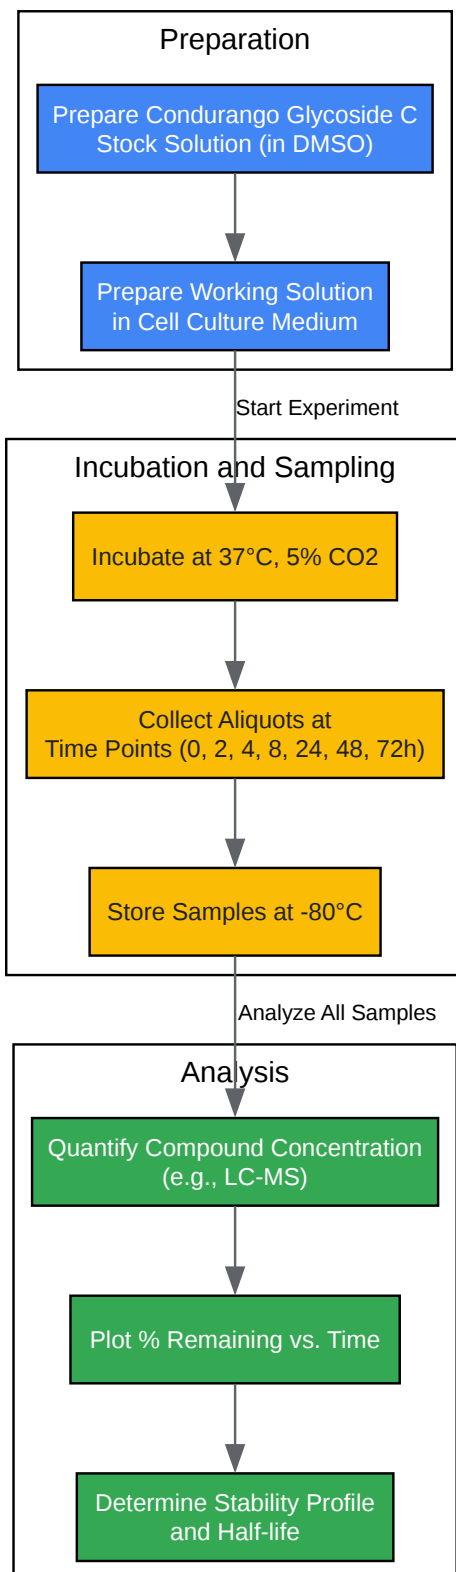 Preparation
Prepare Condurango Glycoside C
Stock Solution (in DMSO)
Prepare Working Solution
in Cell Culture Medium
Start Experiment
Incubation and Sampling
Incubate at 37°C, 5% CO2
Collect Aliquots at
Time Points (0, 2, 4, 8, 24, 48, 72h)
Store Samples at -80°C
Analyze All Samples
Analysis
Quantify Compound Concentration
(e.g., LC-MS)
Plot % Remaining vs. Time
Determine Stability Profile
and Half-life